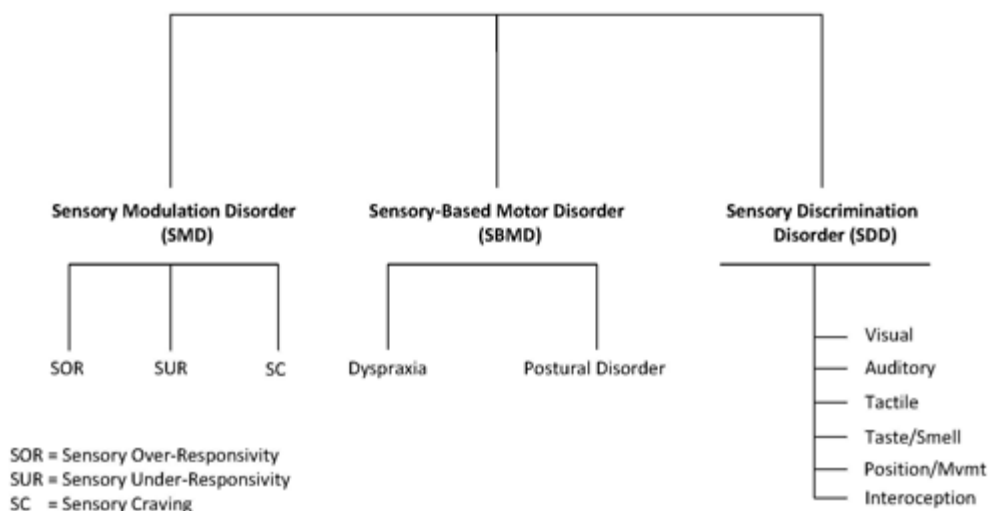 Sensory Modulation Disorder
(SMD)
Sensory-Based Motor Disorder
(SBMD)
Sensory Discrimination
Disorder (SDD)
SOR
SUR
SC
Dyspraxia
Postural Disorder
Visual
Auditory
Tactile
Taste/Smell
Position/Mvmt
Interoception
SOR = Sensory Over-Responsivity
SUR = Sensory Under-Responsivity
SC = Sensory Craving